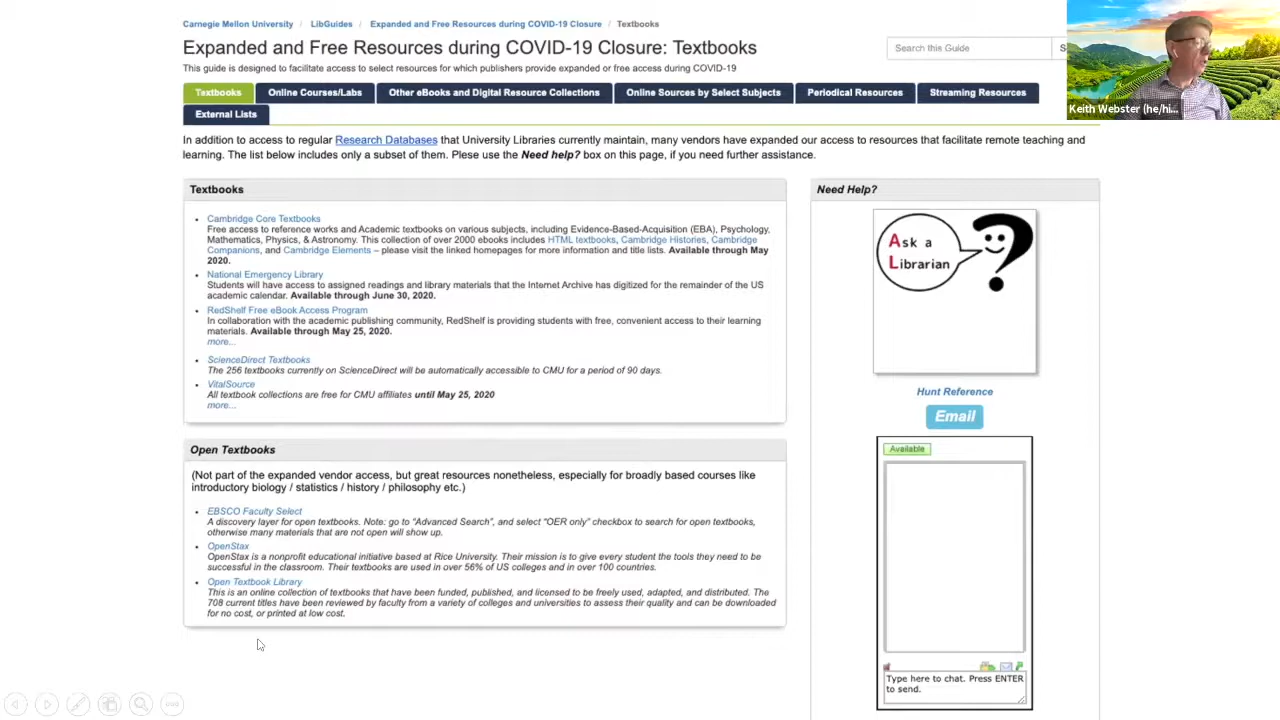 Carnegie Mellon University / LibGuides / Expanded and Free Resources during COVID-19 Closure / Textbooks
Expanded and Free Resources during COVID-19 Closure: Textbooks
This guide is designed to facilitate access to select resources for which publishers provide expanded or free access during COVID-19
Search this Guide
Keith Webster (he/hi...
Textbooks
Online Courses/Labs
Other eBooks and Digital Resource Collections
Online Sources by Select Subjects
Periodical Resources
Streaming Resources
External Lists
In addition to access to regular Research Databases that University Libraries currently maintain, many vendors have expanded our access to resources that facilitate remote teaching and
learning. The list below includes only a subset of them. Plese use the Need help? box on this page, if you need further assistance.
Textbooks
• Cambridge Core Textbooks
Free access to reference works and Academic textbooks on various subjects, including Evidence-Based-Acquisition (EBA), Psychology,
Mathematics, Physics, & Astronomy. This collection of over 2000 ebooks includes HTML textbooks, Cambridge Histories, Cambridge
Companions, and Cambridge Elements – please visit the linked homepages for more information and title lists. Available through May
2020.
• National Emergency Library
Students will have access to assigned readings and library materials that the Internet Archive has digitized for the remainder of the US
academic calendar. Available through June 30, 2020.
• RedShelf Free eBook Access Program
In collaboration with the academic publishing community, RedShelf is providing students with free, convenient access to their learning
materials. Available through May 25, 2020.
more...
• ScienceDirect Textbooks
The 256 textbooks currently on ScienceDirect will be automatically accessible to CMU for a period of 90 days.
• VitalSource
All textbook collections are free for CMU affiliates until May 25, 2020
more...
Open Textbooks
(Not part of the expanded vendor access, but great resources nonetheless, especially for broadly based courses like
introductory biology / statistics / history / philosophy etc.)
• EBSCO Faculty Select
A discovery layer for open textbooks. Note: go to "Advanced Search", and select "OER only" checkbox to search for open textbooks,
otherwise many materials that are not open will show up.
• OpenStax
OpenStax is a nonprofit educational initiative based at Rice University. Their mission is to give every student the tools they need to be
successful in the classroom. Their textbooks are used in over 56% of US colleges and in over 100 countries.
• Open Textbook Library
This is an online collection of textbooks that have been funded, published, and licensed to be freely used, adapted, and distributed. The
708 current titles have been reviewed by faculty from a variety of colleges and universities to assess their quality and can be downloaded
for no cost, or printed at low cost.
Need Help?
Ask a
Librarian
Hunt Reference
Email
Available
Type here to chat. Press ENTER
to send.